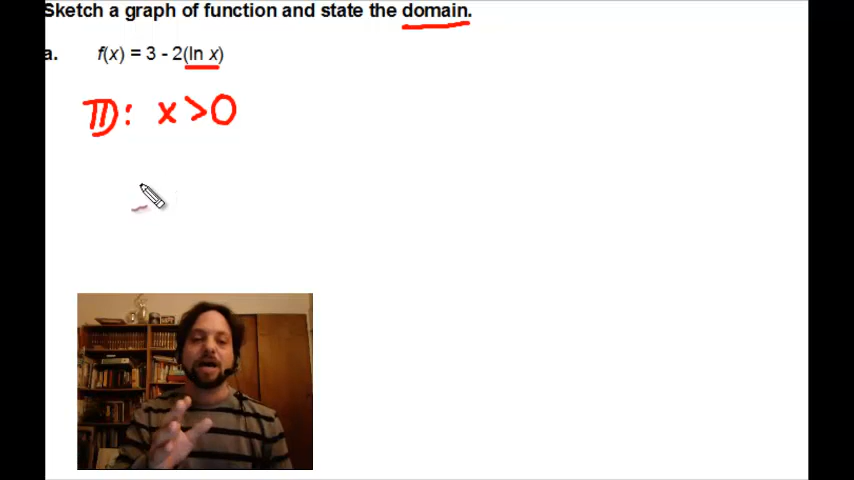 Sketch a graph of function and state the domain.
a. f(x) = 3 - 2(ln x)
D: x > 0